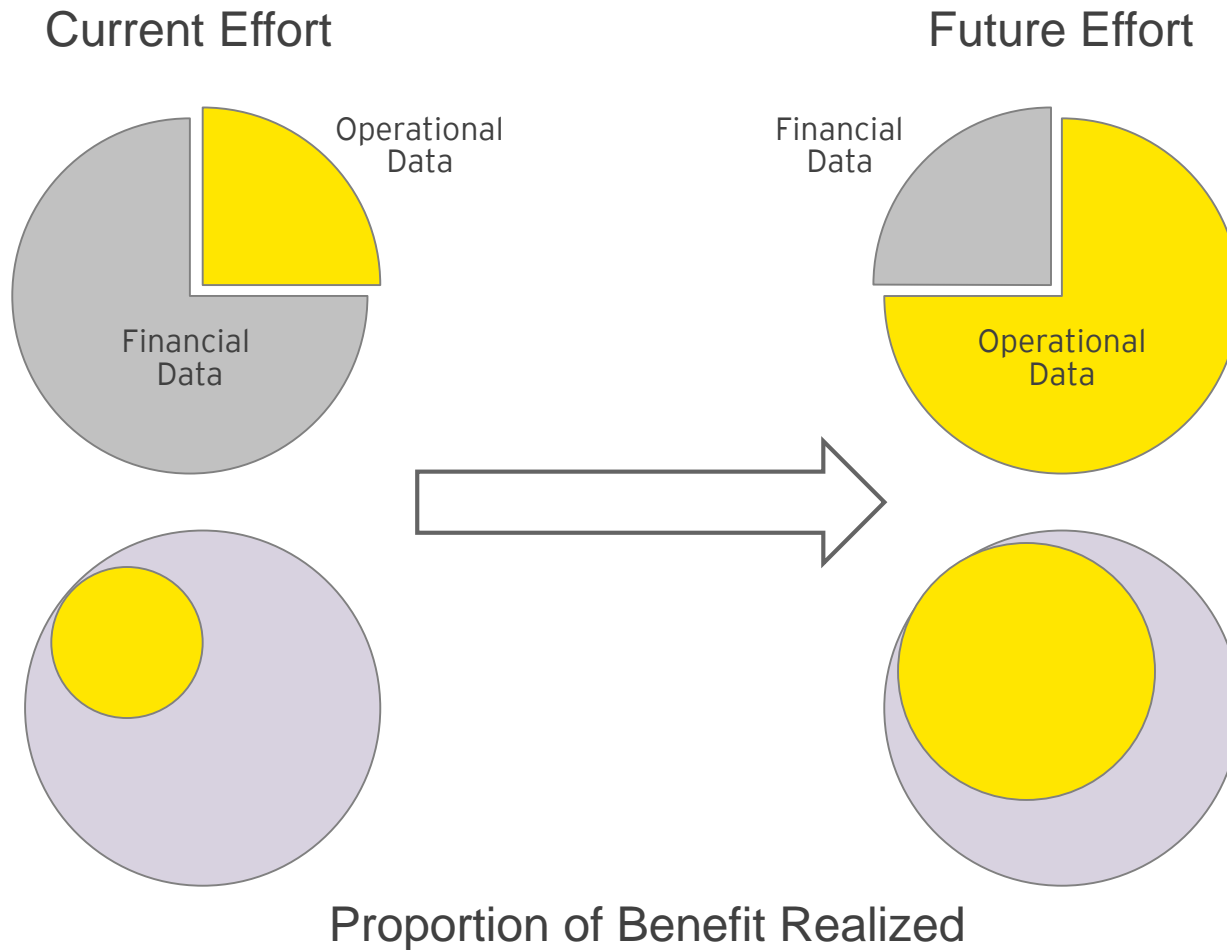 Current Effort
Future Effort
Operational
Data
Financial
Data
Financial
Data
Operational
Data
Proportion of Benefit Realized